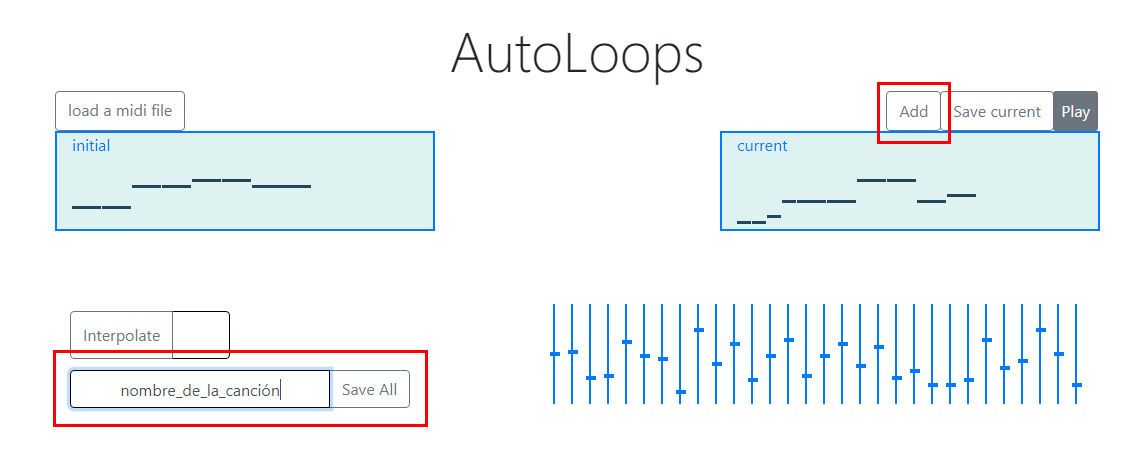 AutoLoops
load a midi file
Add Save current Play
initial
current
Interpolate
nombre_de_la_canción Save All